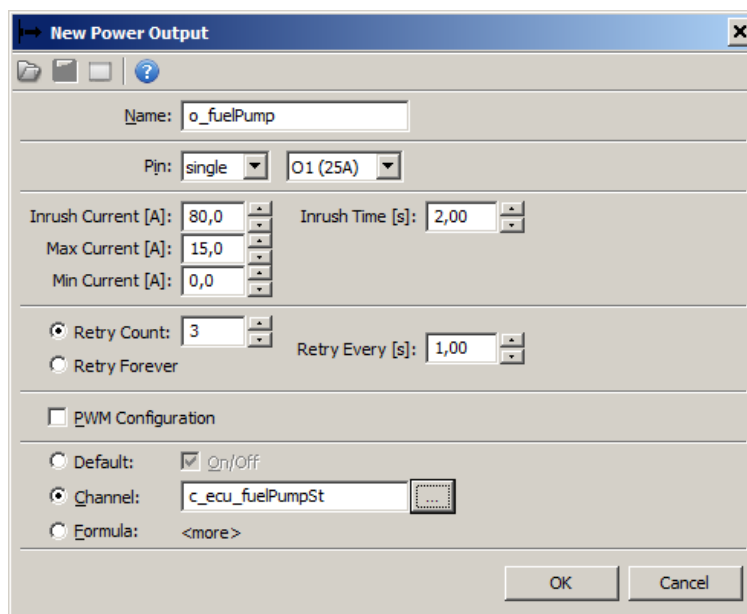 New Power Output
Name: o_fuelPump
Pin: single O1 (25A)
Inrush Current [A]: 80,0 Inrush Time [s]: 2,00
Max Current [A]: 15,0
Min Current [A]: 0,0
Retry Count: 3 Retry Every [s]: 1,00
Retry Forever
PWM Configuration
Default: On/Off
Channel: c_ecu_fuelPumpSt ...
Formula: <more>
OK Cancel